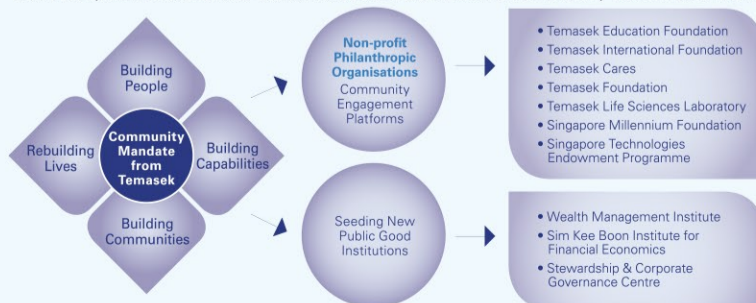 Building
People
Rebuilding
Lives
Community
Mandate
from
Temasek
Building
Capabilities
Building
Communities
Non-profit
Philanthropic
Organisations
Community
Engagement
Platforms
• Temasek Education Foundation
• Temasek International Foundation
• Temasek Cares
• Temasek Foundation
• Temasek Life Sciences Laboratory
• Singapore Millennium Foundation
• Singapore Technologies
Endowment Programme
Seeding New
Public Good
Institutions
• Wealth Management Institute
• Sim Kee Boon Institute for
Financial Economics
• Stewardship & Corporate
Governance Centre